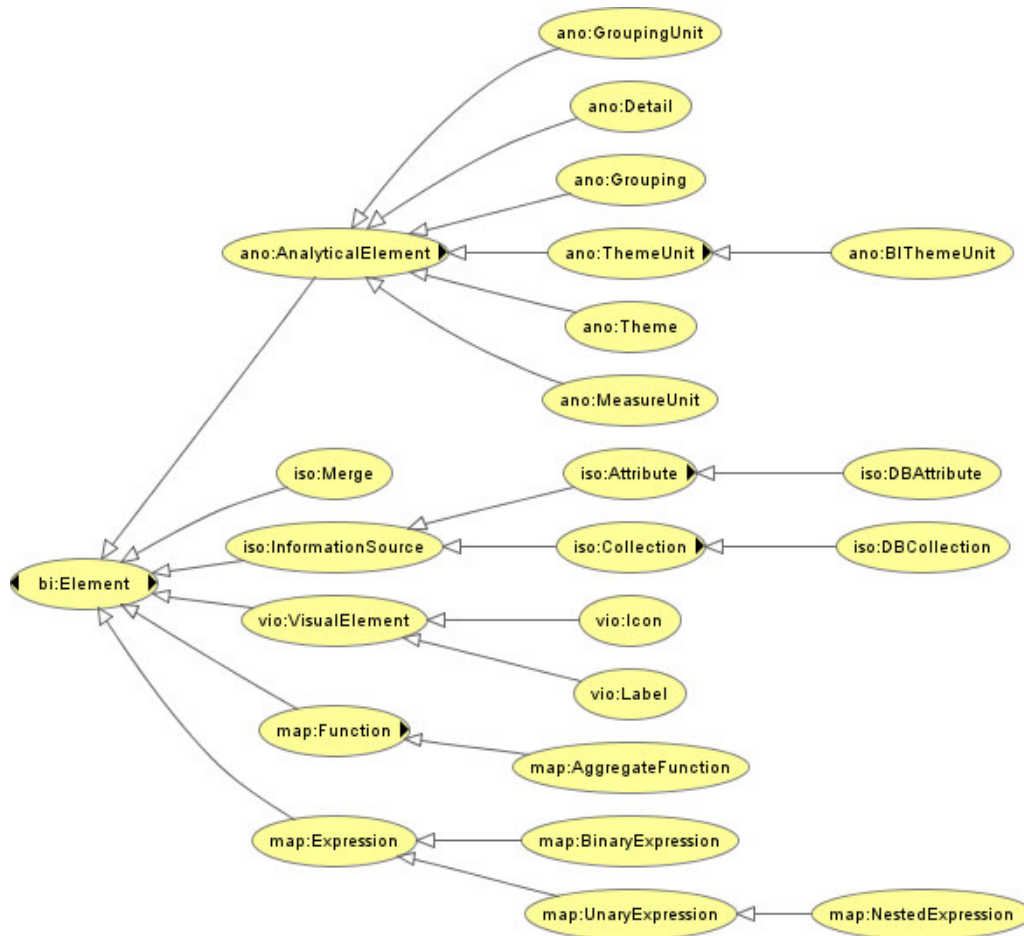 ano:GroupingUnit
ano:Detail
ano:Grouping
ano:AnalyticalElement
ano:ThemeUnit
ano:BIThemeUnit
ano:Theme
ano:MeasureUnit
iso:Merge
iso:Attribute
iso:DBAttribute
iso:InformationSource
iso:Collection
iso:DBCollection
bi:Element
vio:VisualElement
vio:Icon
vio:Label
map:Function
map:AggregateFunction
map:Expression
map:BinaryExpression
map:UnaryExpression
map:NestedExpression